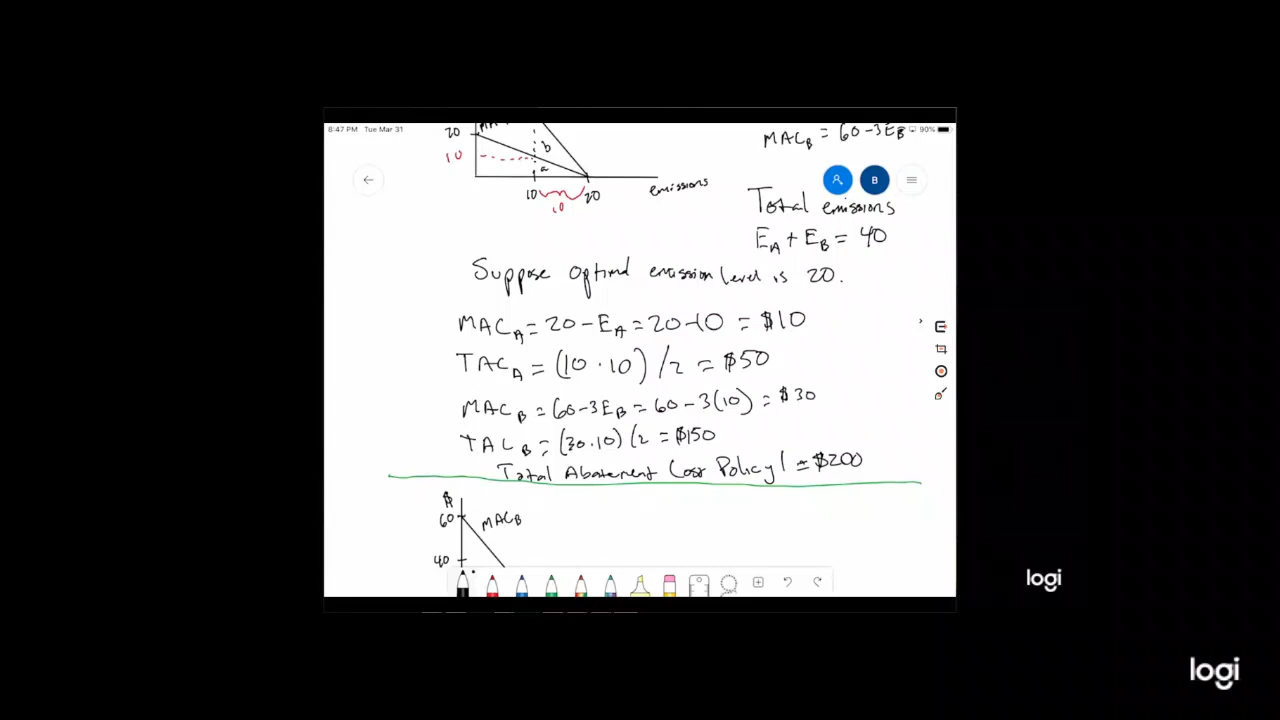 8:47 PM Tue Mar 31
90%
20
10
b
a
10
20
10
emissions
MAC_B = 60-3E_B
B
Total emissions
E_A + E_B = 40
Suppose optimal emission level is 20.
MAC_A = 20 - E_A = 20-10 = $10
TAC_A = (10 · 10) /2 = $50
MAC_B = 60-3E_B = 60-3(10) = $30
TAC_B = (30·10) /2 = $150
Total Abatement Cost Policy 1 = $200
$
60
MAC_B
40
logi
logi